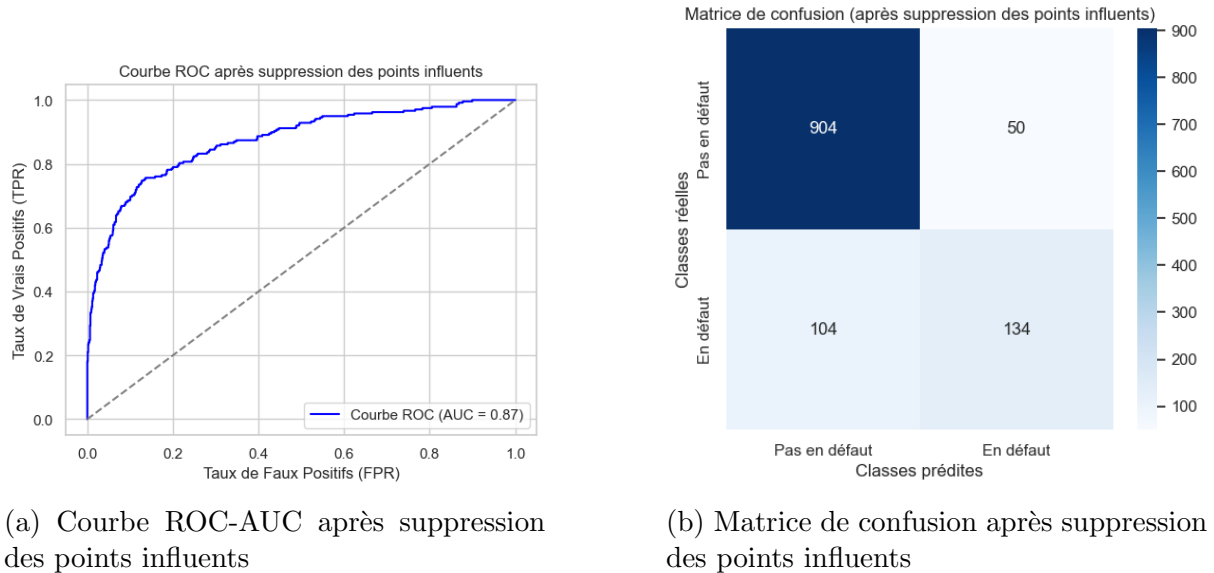 Courbe ROC après suppression des points influents
Taux de Vrais Positifs (TPR)
1.0
0.8
0.6
0.4
0.2
0.0
0.0 0.2 0.4 0.6 0.8 1.0
Taux de Faux Positifs (FPR)
Courbe ROC (AUC = 0.87)
(a) Courbe ROC-AUC après suppression
des points influents
Matrice de confusion (après suppression des points influents)
Classes réelles
Pas en défaut
En défaut
904 50
104 134
Pas en défaut En défaut
Classes prédites
900
800
700
600
500
400
300
200
100
(b) Matrice de confusion après suppression
des points influents